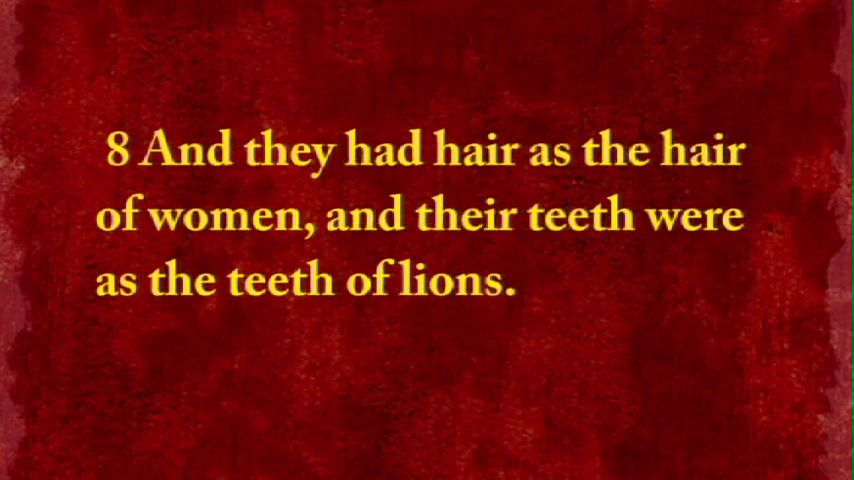 8 And they had hair as the hair
of women, and their teeth were
as the teeth of lions.